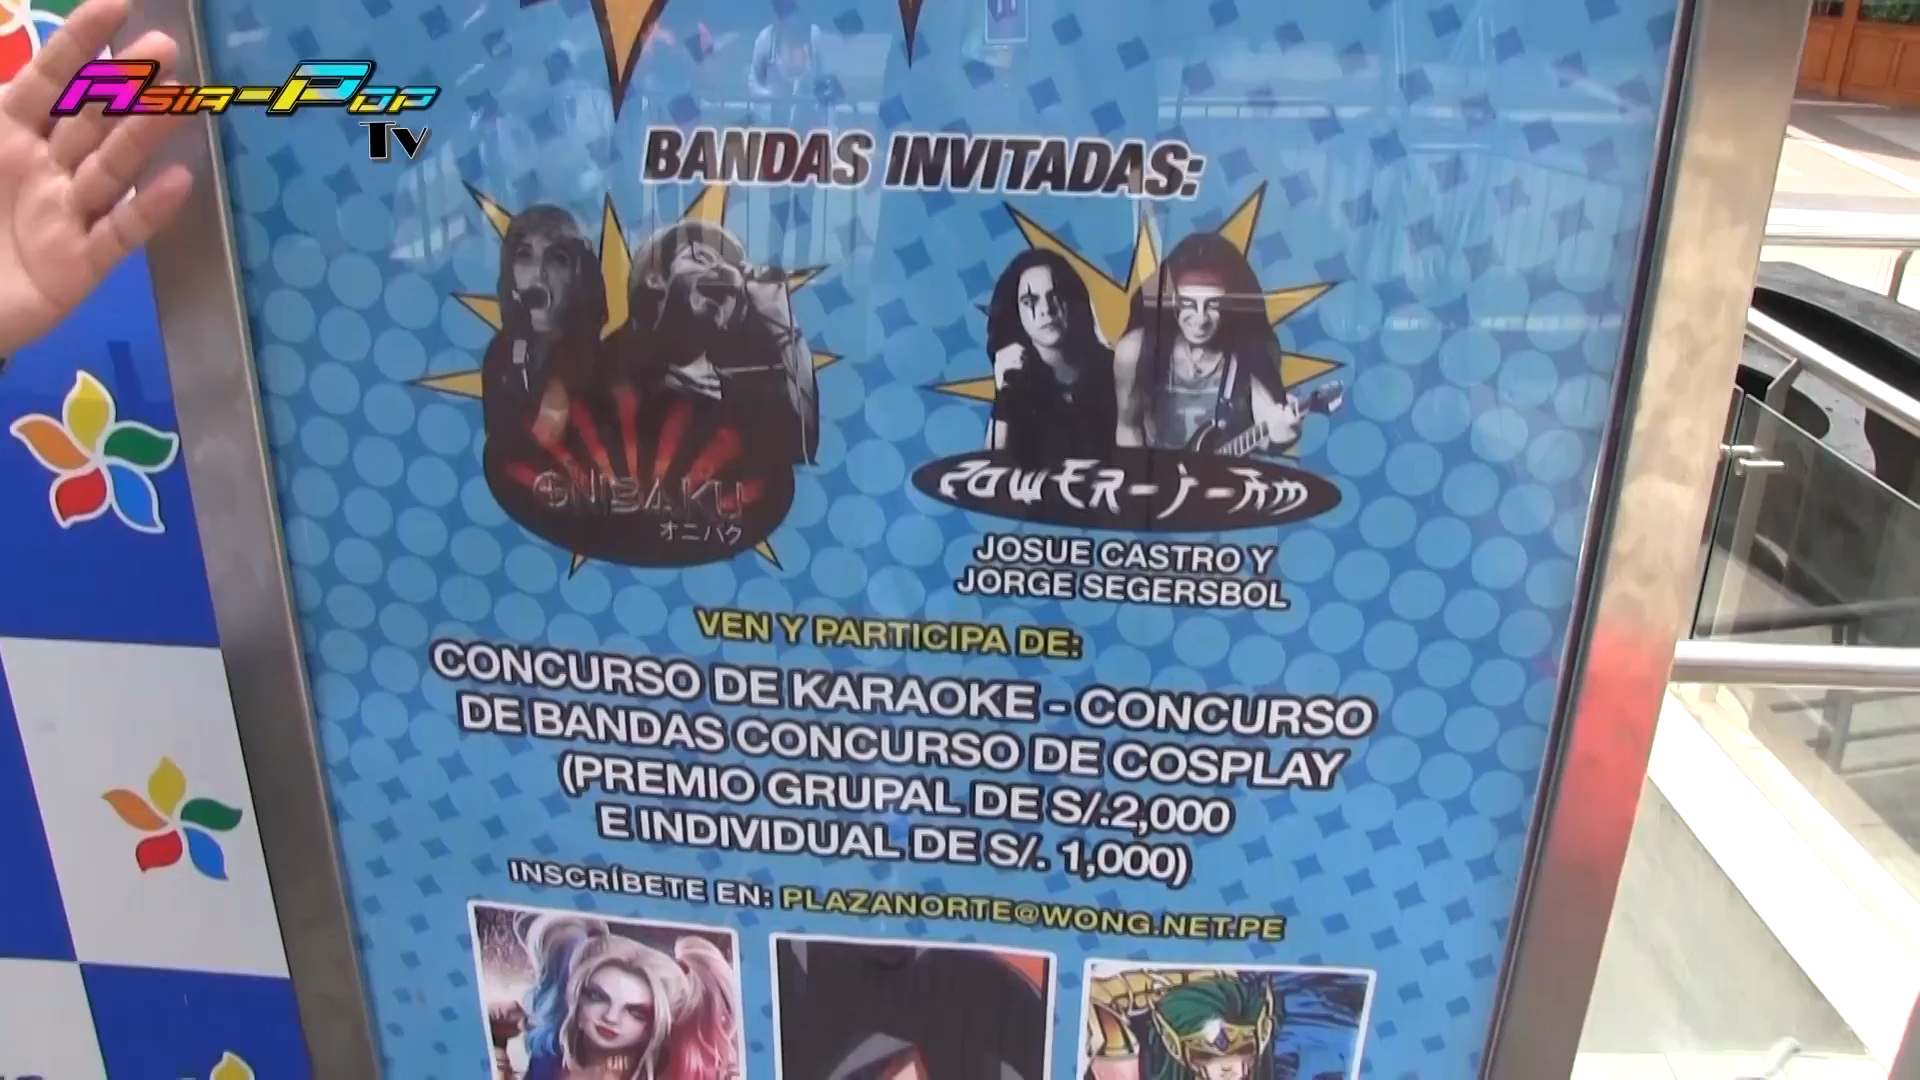 Asia-Pop
Tv
BANDAS INVITADAS:
ONIBAKU
オニバク
POWER-J-AM
JOSUE CASTRO Y
JORGE SEGERSBOL
VEN Y PARTICIPA DE:
CONCURSO DE KARAOKE - CONCURSO
DE BANDAS CONCURSO DE COSPLAY
(PREMIO GRUPAL DE S/.2,000
E INDIVIDUAL DE S/. 1,000)
INSCRÍBETE EN: PLAZANORTE@WONG.NET.PE